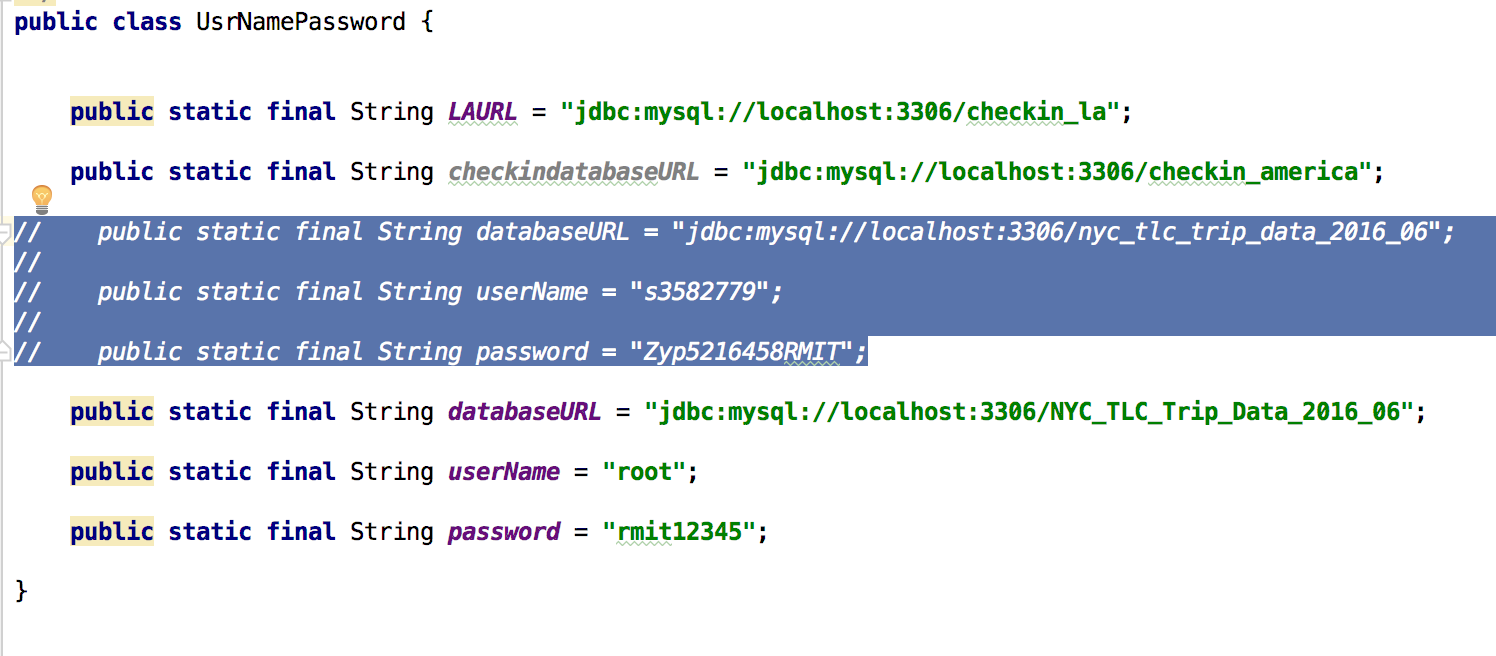 public class UsrNamePassword {
public static final String LAURL = "jdbc:mysql://localhost:3306/checkin_la";
public static final String checkindatabaseURL = "jdbc:mysql://localhost:3306/checkin_america";
//    public static final String databaseURL = "jdbc:mysql://localhost:3306/nyc_tlc_trip_data_2016_06";
//
//    public static final String userName = "s3582779";
//
//    public static final String password = "Zyp5216458RMIT";
public static final String databaseURL = "jdbc:mysql://localhost:3306/NYC_TLC_Trip_Data_2016_06";
public static final String userName = "root";
public static final String password = "rmit12345";
}